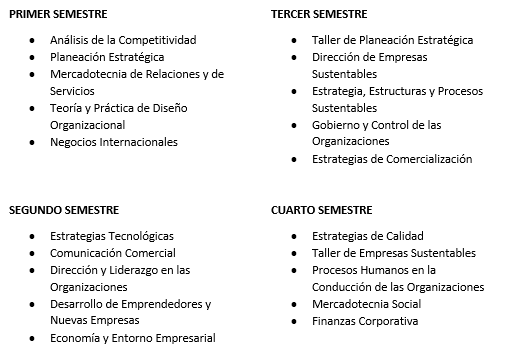 PRIMER SEMESTRE
• Análisis de la Competitividad
• Planeación Estratégica
• Mercadotecnia de Relaciones y de
Servicios
• Teoría y Práctica de Diseño
Organizacional
• Negocios Internacionales
SEGUNDO SEMESTRE
• Estrategias Tecnológicas
• Comunicación Comercial
• Dirección y Liderazgo en las
Organizaciones
• Desarrollo de Emprendedores y
Nuevas Empresas
• Economía y Entorno Empresarial
TERCER SEMESTRE
• Taller de Planeación Estratégica
• Dirección de Empresas
Sustentables
• Estrategia, Estructuras y Procesos
Sustentables
• Gobierno y Control de las
Organizaciones
• Estrategias de Comercialización
CUARTO SEMESTRE
• Estrategias de Calidad
• Taller de Empresas Sustentables
• Procesos Humanos en la
Conducción de las Organizaciones
• Mercadotecnia Social
• Finanzas Corporativa